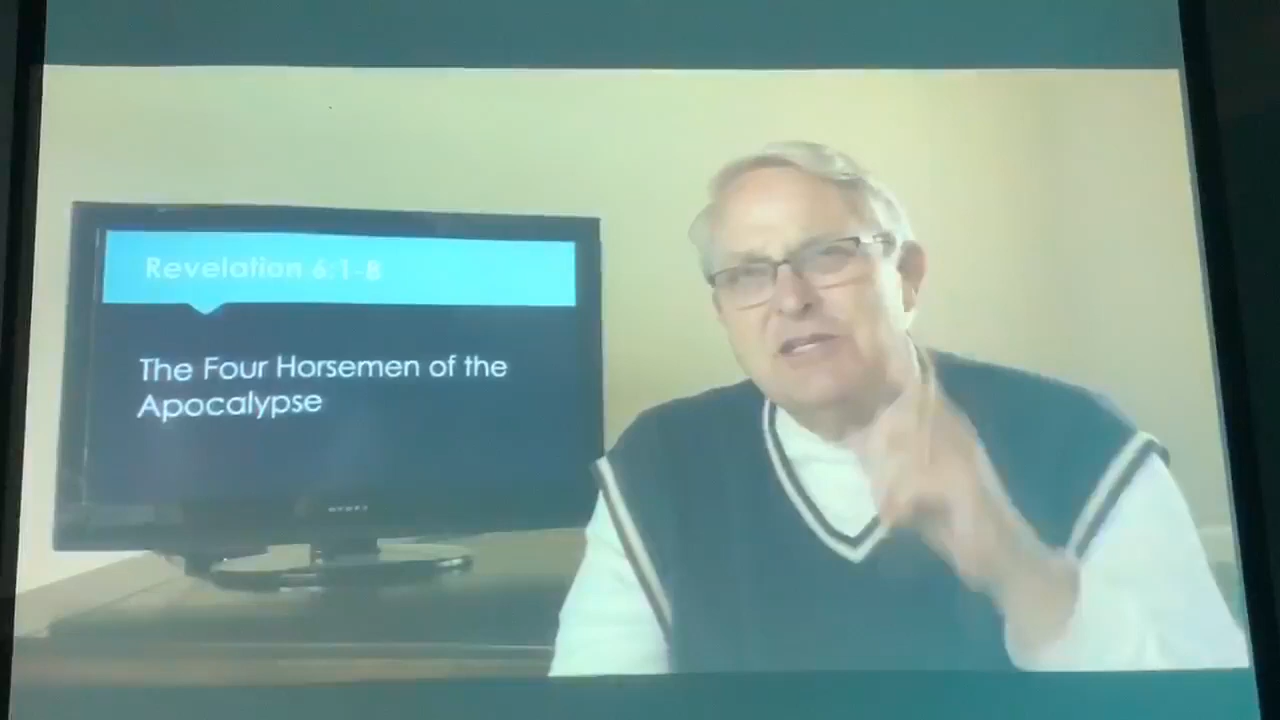 Revelation 6:1-8
The Four Horsemen of the
Apocalypse